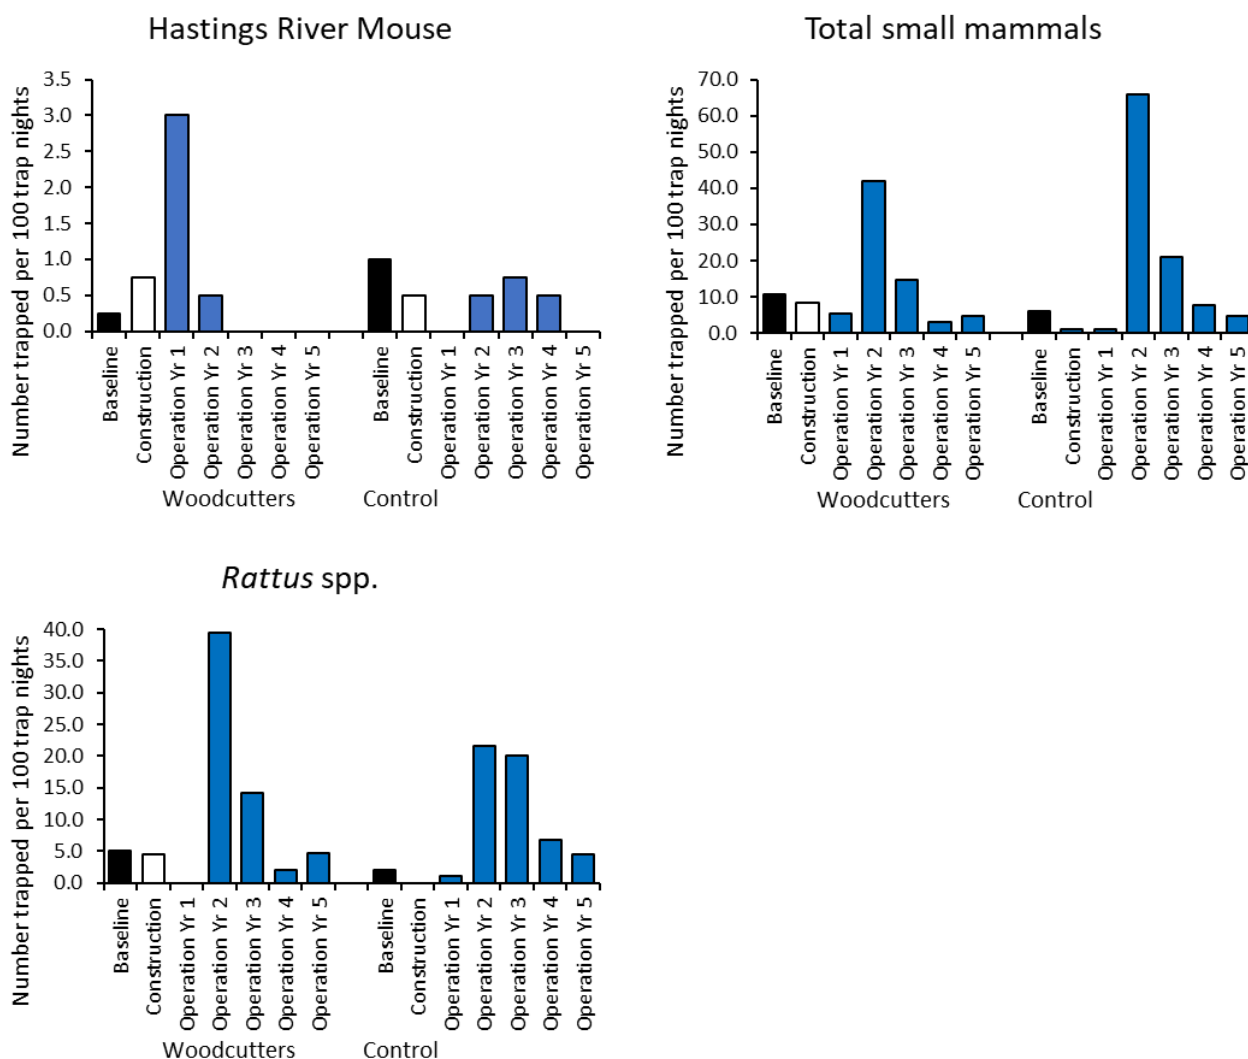 Hastings River Mouse
Number trapped per 100 trap nights
3.5
3.0
2.5
2.0
1.5
1.0
0.5
0.0
Baseline
Construction
Operation Yr 1
Operation Yr 2
Operation Yr 3
Operation Yr 4
Operation Yr 5
Baseline
Construction
Operation Yr 1
Operation Yr 2
Operation Yr 3
Operation Yr 4
Operation Yr 5
Woodcutters
Control
Total small mammals
Number trapped per 100 trap nights
70.0
60.0
50.0
40.0
30.0
20.0
10.0
0.0
Baseline
Construction
Operation Yr 1
Operation Yr 2
Operation Yr 3
Operation Yr 4
Operation Yr 5
Baseline
Construction
Operation Yr 1
Operation Yr 2
Operation Yr 3
Operation Yr 4
Operation Yr 5
Woodcutters
Control
Rattus spp.
Number trapped per 100 trap nights
40.0
35.0
30.0
25.0
20.0
15.0
10.0
5.0
0.0
Baseline
Construction
Operation Yr 1
Operation Yr 2
Operation Yr 3
Operation Yr 4
Operation Yr 5
Baseline
Construction
Operation Yr 1
Operation Yr 2
Operation Yr 3
Operation Yr 4
Operation Yr 5
Woodcutters
Control